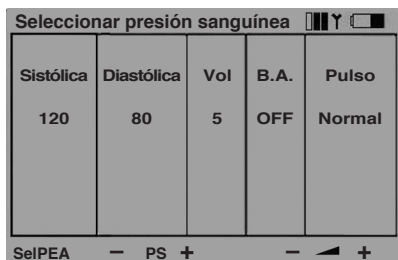 Seleccionar presión sanguínea
Sistólica Diastólica Vol B.A. Pulso
120 80 5 OFF Normal
SelPEA − PS + − +